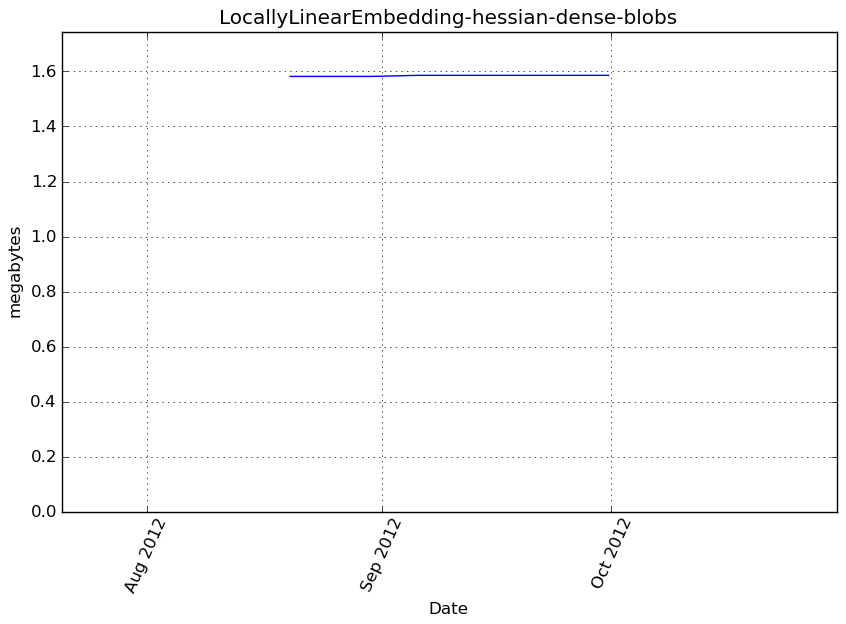 LocallyLinearEmbedding-hessian-dense-blobs
1.6
1.4
1.2
1.0
0.8
0.6
0.4
0.2
0.0
megabytes
Aug 2012
Sep 2012
Oct 2012
Date